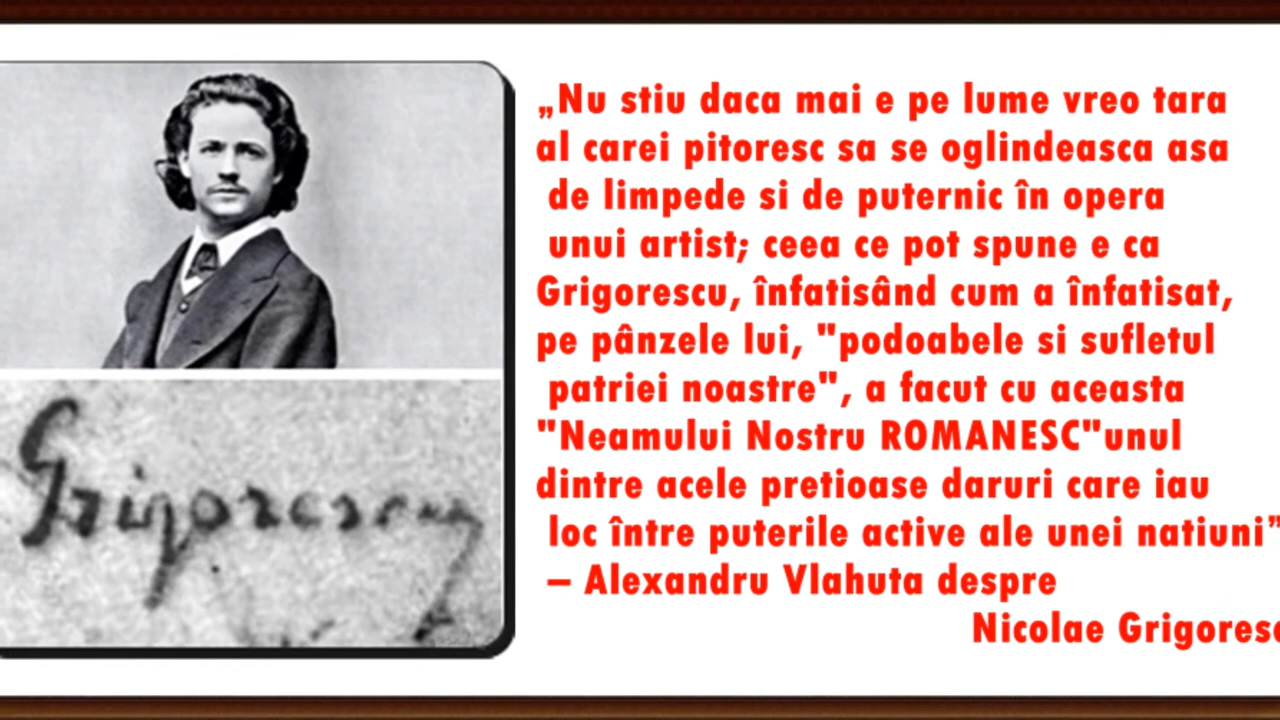 Grigorescu
„Nu stiu daca mai e pe lume vreo tara
al carei pitoresc sa se oglindeasca asa
de limpede si de puternic în opera
unui artist; ceea ce pot spune e ca
Grigorescu, înfatisând cum a înfatisat,
pe pânzele lui, "podoabele si sufletul
patriei noastre", a facut cu aceasta
"Neamului Nostru ROMANESC"unul
dintre acele pretioase daruri care iau
loc între puterile active ale unei natiuni”
– Alexandru Vlahuta despre
Nicolae Grigoresc